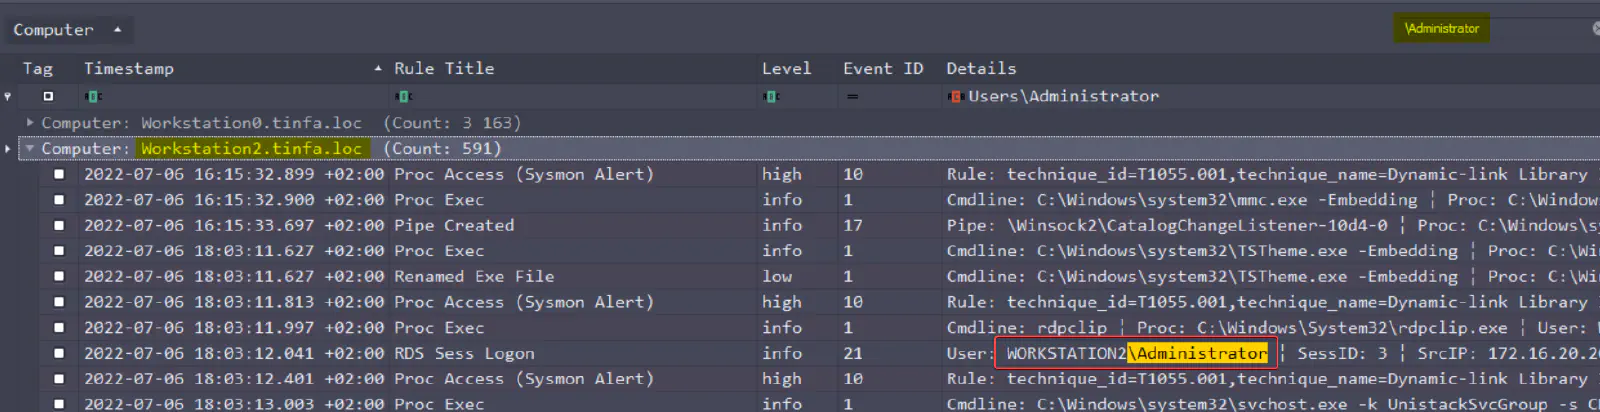 Computer \Administrator
Tag Timestamp Rule Title Level Event ID Details
= Users\Administrator
Computer: Workstation0.tinfa.loc (Count: 3 163)
Computer: Workstation2.tinfa.loc (Count: 591)
2022-07-06 16:15:32.899 +02:00 Proc Access (Sysmon Alert) high 10 Rule: technique_id=T1055.001,technique_name=Dynamic-link Library
2022-07-06 16:15:32.900 +02:00 Proc Exec info 1 Cmdline: C:\Windows\system32\mmc.exe -Embedding ¦ Proc: C:\Window
2022-07-06 16:15:33.697 +02:00 Pipe Created info 17 Pipe: \Winsock2\CatalogChangeListener-10d4-0 ¦ Proc: C:\Windows\sy
2022-07-06 18:03:11.627 +02:00 Proc Exec info 1 Cmdline: C:\Windows\system32\TSTheme.exe -Embedding ¦ Proc: C:\Wi
2022-07-06 18:03:11.627 +02:00 Renamed Exe File low 1 Cmdline: C:\Windows\system32\TSTheme.exe -Embedding ¦ Proc: C:\Wi
2022-07-06 18:03:11.813 +02:00 Proc Access (Sysmon Alert) high 10 Rule: technique_id=T1055.001,technique_name=Dynamic-link Library
2022-07-06 18:03:11.997 +02:00 Proc Exec info 1 Cmdline: rdpclip ¦ Proc: C:\Windows\System32\rdpclip.exe ¦ User:
2022-07-06 18:03:12.041 +02:00 RDS Sess Logon info 21 User: WORKSTATION2\Administrator ¦ SessID: 3 ¦ SrcIP: 172.16.20.20
2022-07-06 18:03:12.401 +02:00 Proc Access (Sysmon Alert) high 10 Rule: technique_id=T1055.001,technique_name=Dynamic-link Library
2022-07-06 18:03:13.003 +02:00 Proc Exec info 1 Cmdline: C:\Windows\system32\svchost.exe -k UnistackSvcGroup -s